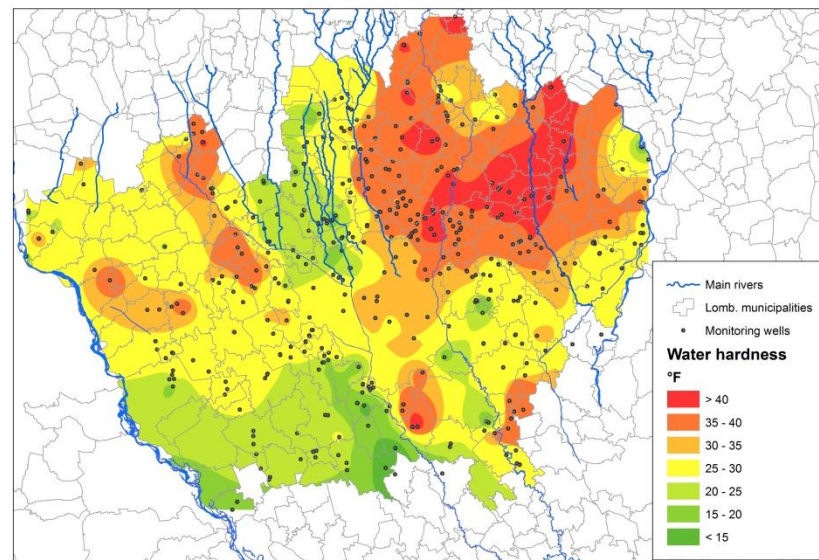 Main rivers
Lomb. municipalities
Monitoring wells
Water hardness
°F
> 40
35 - 40
30 - 35
25 - 30
20 - 25
15 - 20
< 15